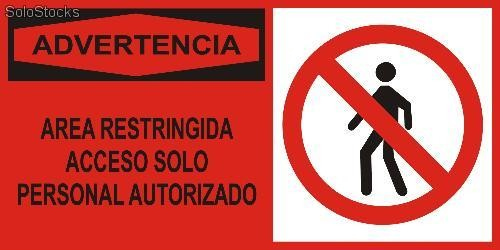 SoloStocks
ADVERTENCIA
AREA RESTRINGIDA
ACCESO SOLO
PERSONAL AUTORIZADO